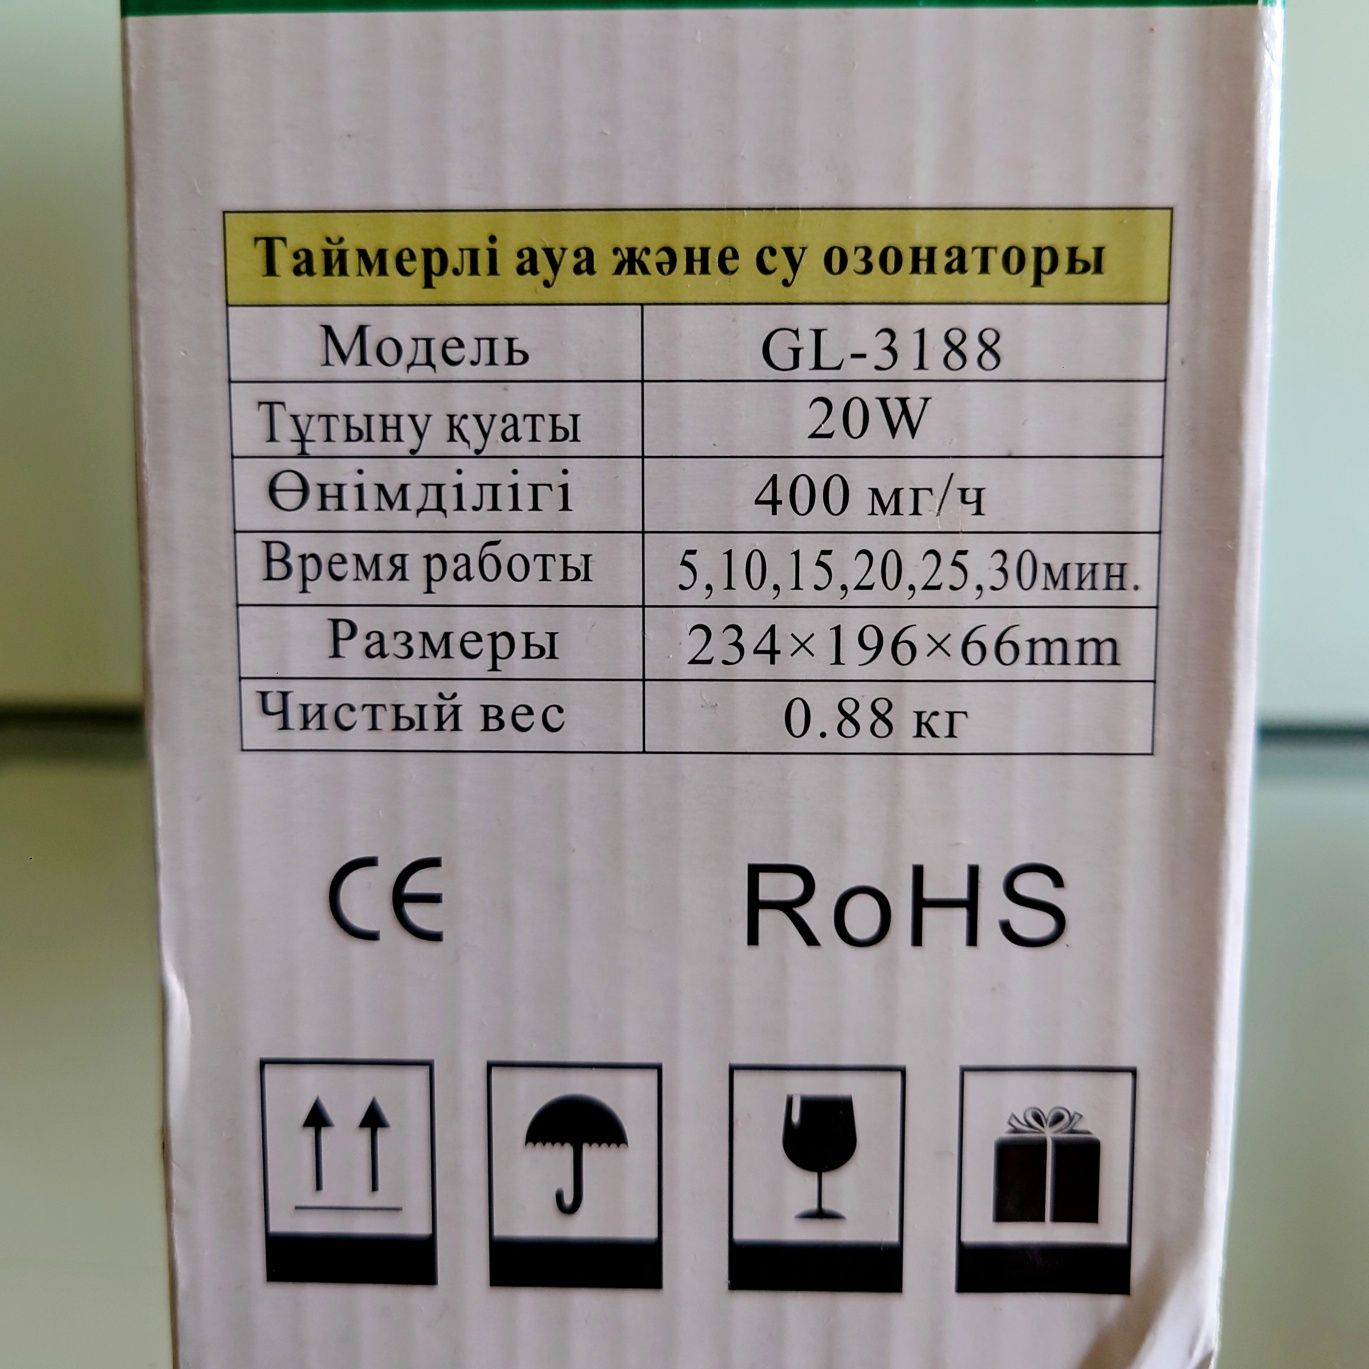 Таймерлі ауа және су озонаторы
Модель GL-3188
Тұтыну қуаты 20W
Өнімділігі 400 мг/ч
Время работы 5,10,15,20,25,30мин.
Размеры 234×196×66mm
Чистый вес 0.88 кг
CE RoHS